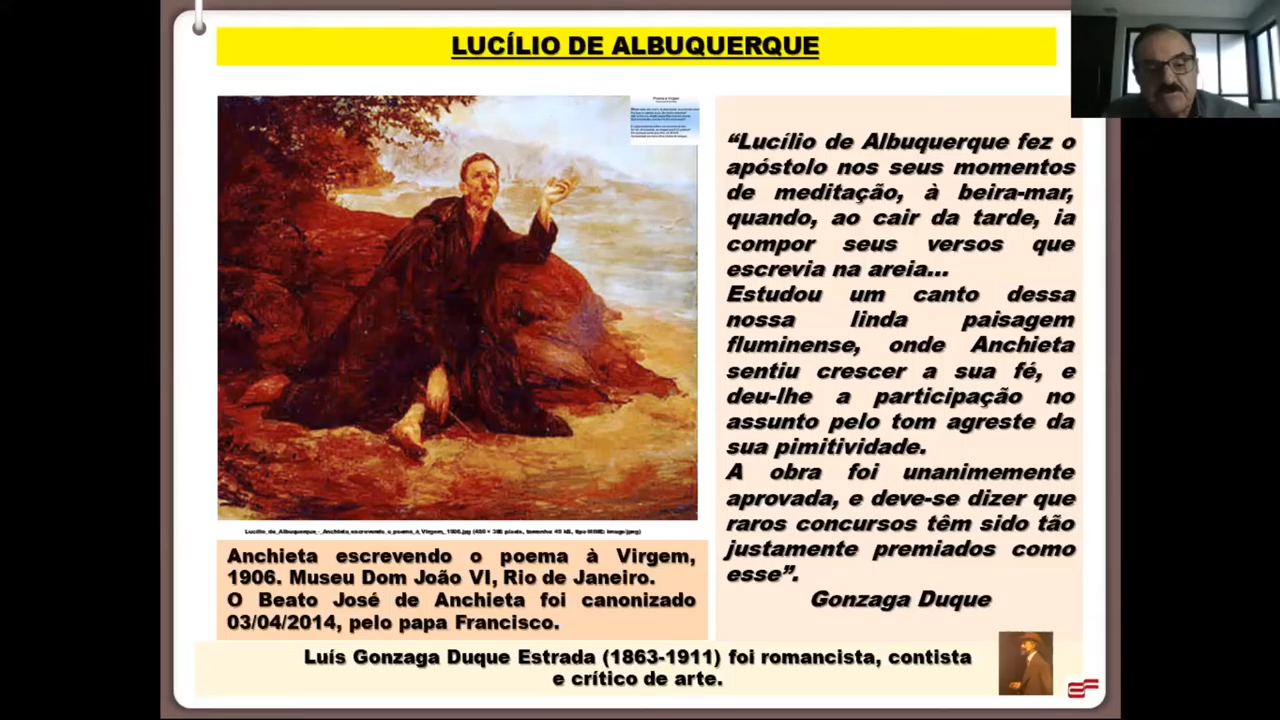 LUCÍLIO DE ALBUQUERQUE
“Lucílio de Albuquerque fez o
apóstolo nos seus momentos
de meditação, à beira-mar,
quando, ao cair da tarde, ia
compor seus versos que
escrevia na areia...
Estudou um canto dessa
nossa linda paisagem
fluminense, onde Anchieta
sentiu crescer a sua fé, e
deu-lhe a participação no
assunto pelo tom agreste da
sua pimitividade.
A obra foi unanimemente
aprovada, e deve-se dizer que
raros concursos têm sido tão
justamente premiados como
esse”.
Gonzaga Duque
Anchieta escrevendo o poema à Virgem,
1906. Museu Dom João VI, Rio de Janeiro.
O Beato José de Anchieta foi canonizado
03/04/2014, pelo papa Francisco.
Luís Gonzaga Duque Estrada (1863-1911) foi romancista, contista
e crítico de arte.